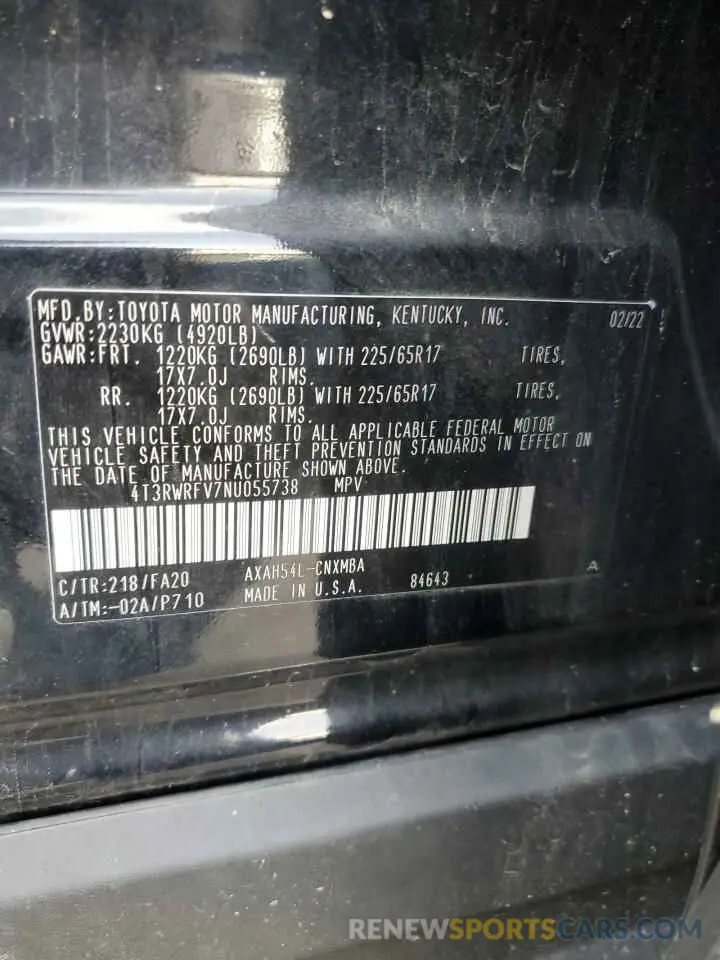 MFD.BY:TOYOTA MOTOR MANUFACTURING, KENTUCKY, INC. 02/22
GVWR:2230KG (4920LB)
GAWR:FRT. 1220KG (2690LB) WITH 225/65R17 TIRES,
17X7.0J RIMS.
RR. 1220KG (2690LB) WITH 225/65R17 TIRES,
17X7.0J RIMS.
THIS VEHICLE CONFORMS TO ALL APPLICABLE FEDERAL MOTOR
VEHICLE SAFETY AND THEFT PREVENTION STANDARDS IN EFFECT ON
THE DATE OF MANUFACTURE SHOWN ABOVE.
4T3RWRFV7NU055738 MPV
C/TR:218/FA20 AXAH54L-CNXMBA 84643 A
A/TM:-02A/P710 MADE IN U.S.A.
RENEWSPORTSCARS.COM